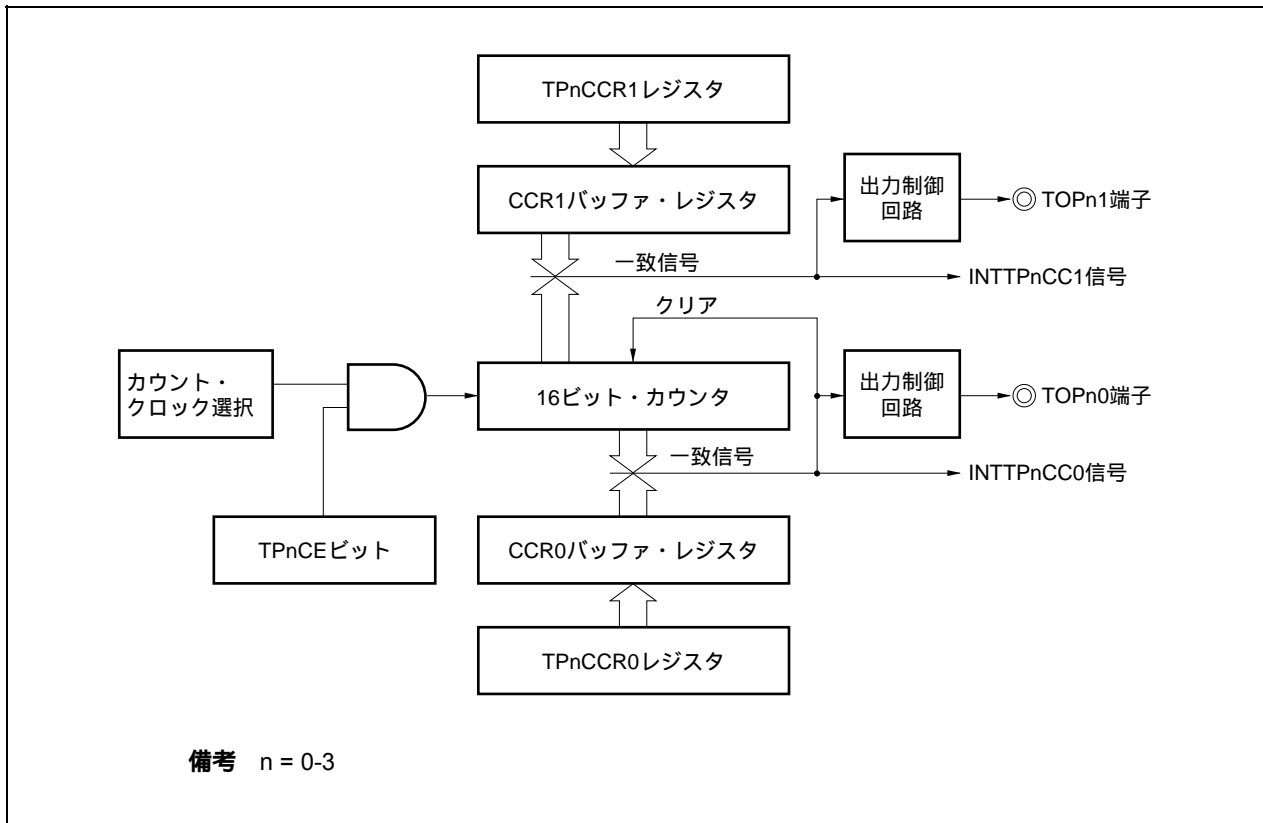 TPnCCR1レジスタ
CCR1バッファ・レジスタ
出力制御
回路
TOPn1端子
一致信号
INTTPnCC1信号
クリア
カウント・
クロック選択
16ビット・カウンタ
出力制御
回路
TOPn0端子
一致信号
INTTPnCC0信号
TPnCEビット
CCR0バッファ・レジスタ
TPnCCR0レジスタ
備考 n = 0-3